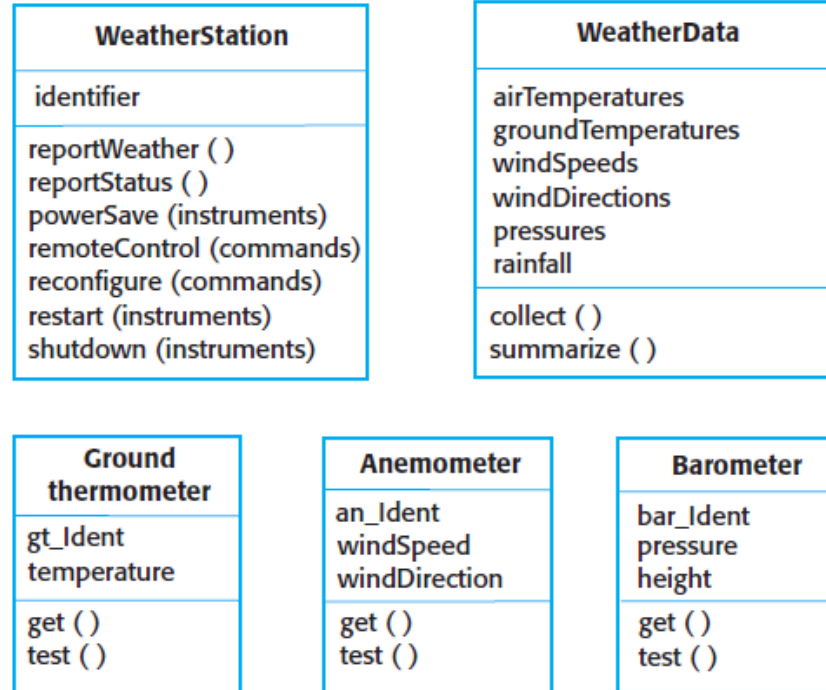 WeatherStation
identifier
reportWeather ( )
reportStatus ( )
powerSave (instruments)
remoteControl (commands)
reconfigure (commands)
restart (instruments)
shutdown (instruments)
WeatherData
airTemperatures
groundTemperatures
windSpeeds
windDirections
pressures
rainfall
collect ( )
summarize ( )
Ground
thermometer
gt_Ident
temperature
get ( )
test ( )
Anemometer
an_Ident
windSpeed
windDirection
get ( )
test ( )
Barometer
bar_Ident
pressure
height
get ( )
test ( )